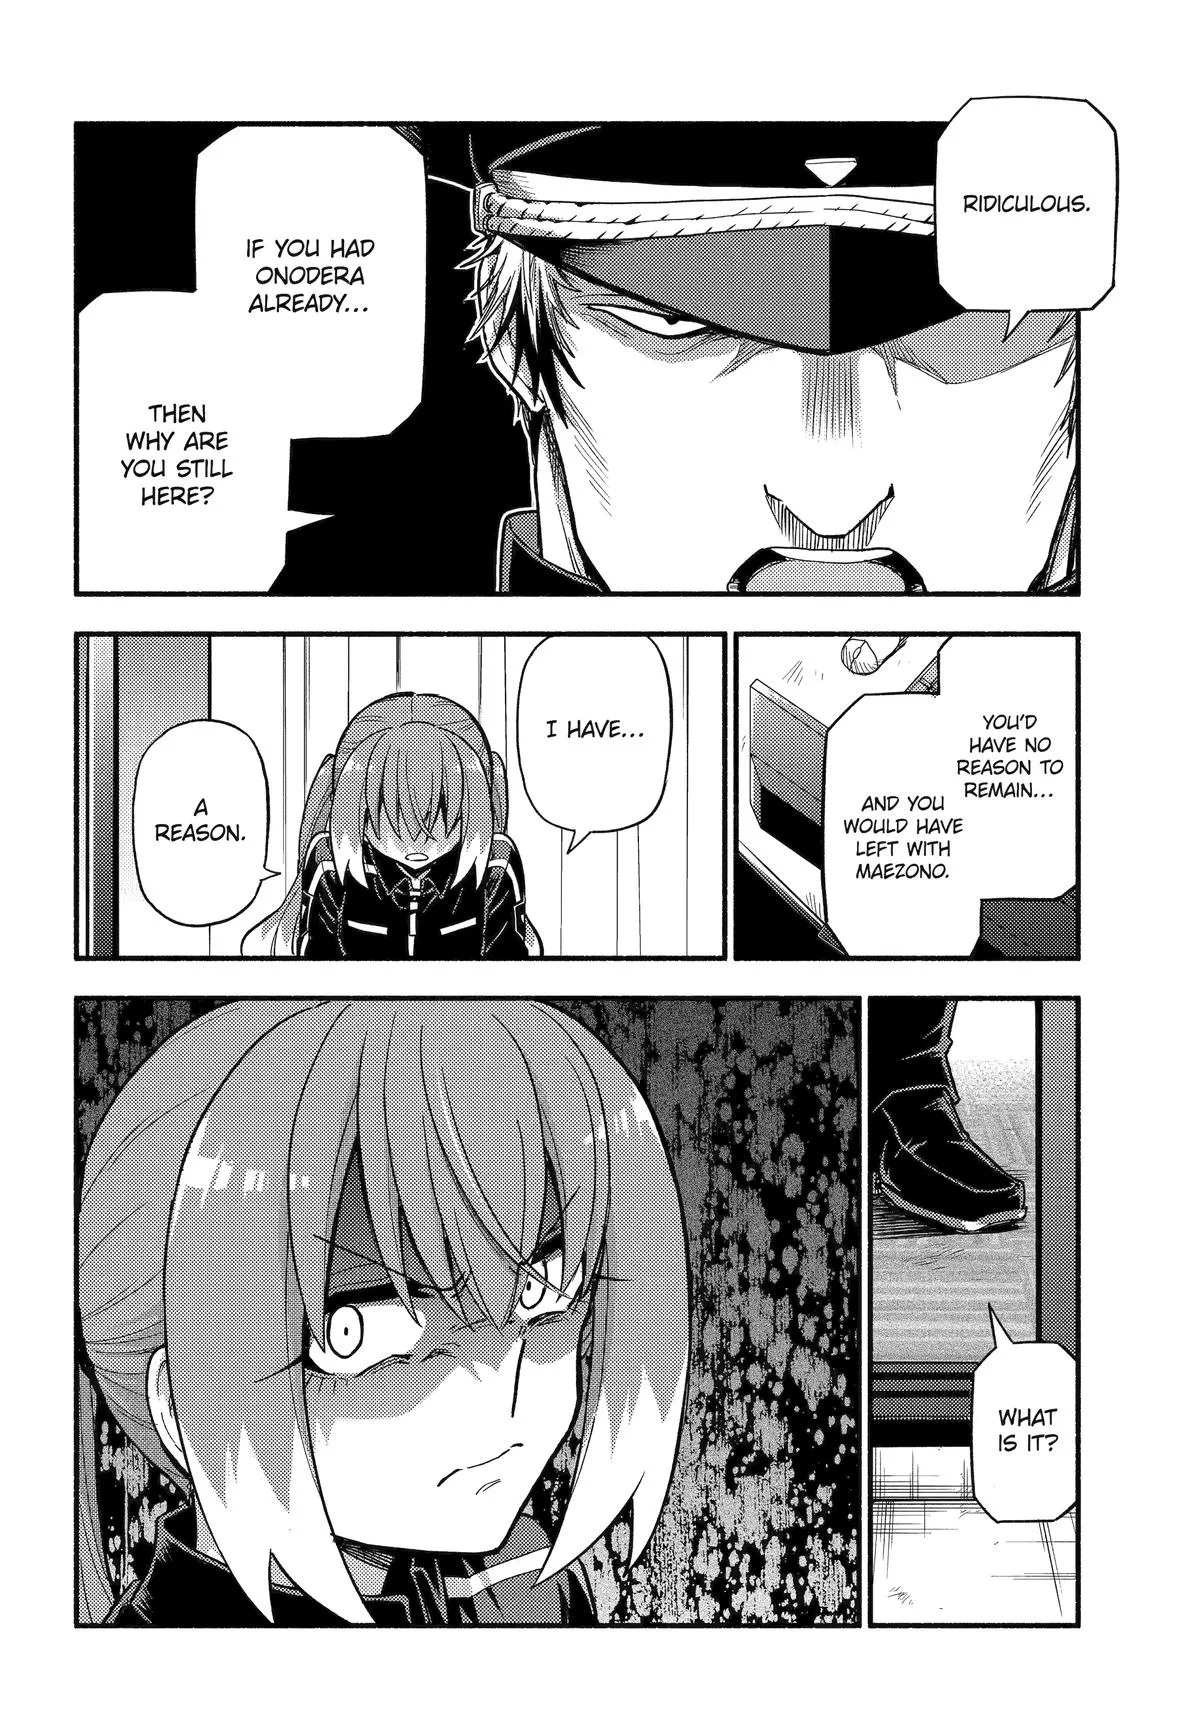 RIDICULOUS.
IF YOU HAD
ONODERA
ALREADY...
THEN
WHY ARE
YOU STILL
HERE?
YOU'D
HAVE NO
REASON TO
REMAIN...
AND YOU
WOULD HAVE
LEFT WITH
MAEZONO.
I HAVE...
A
REASON.
WHAT
IS IT?